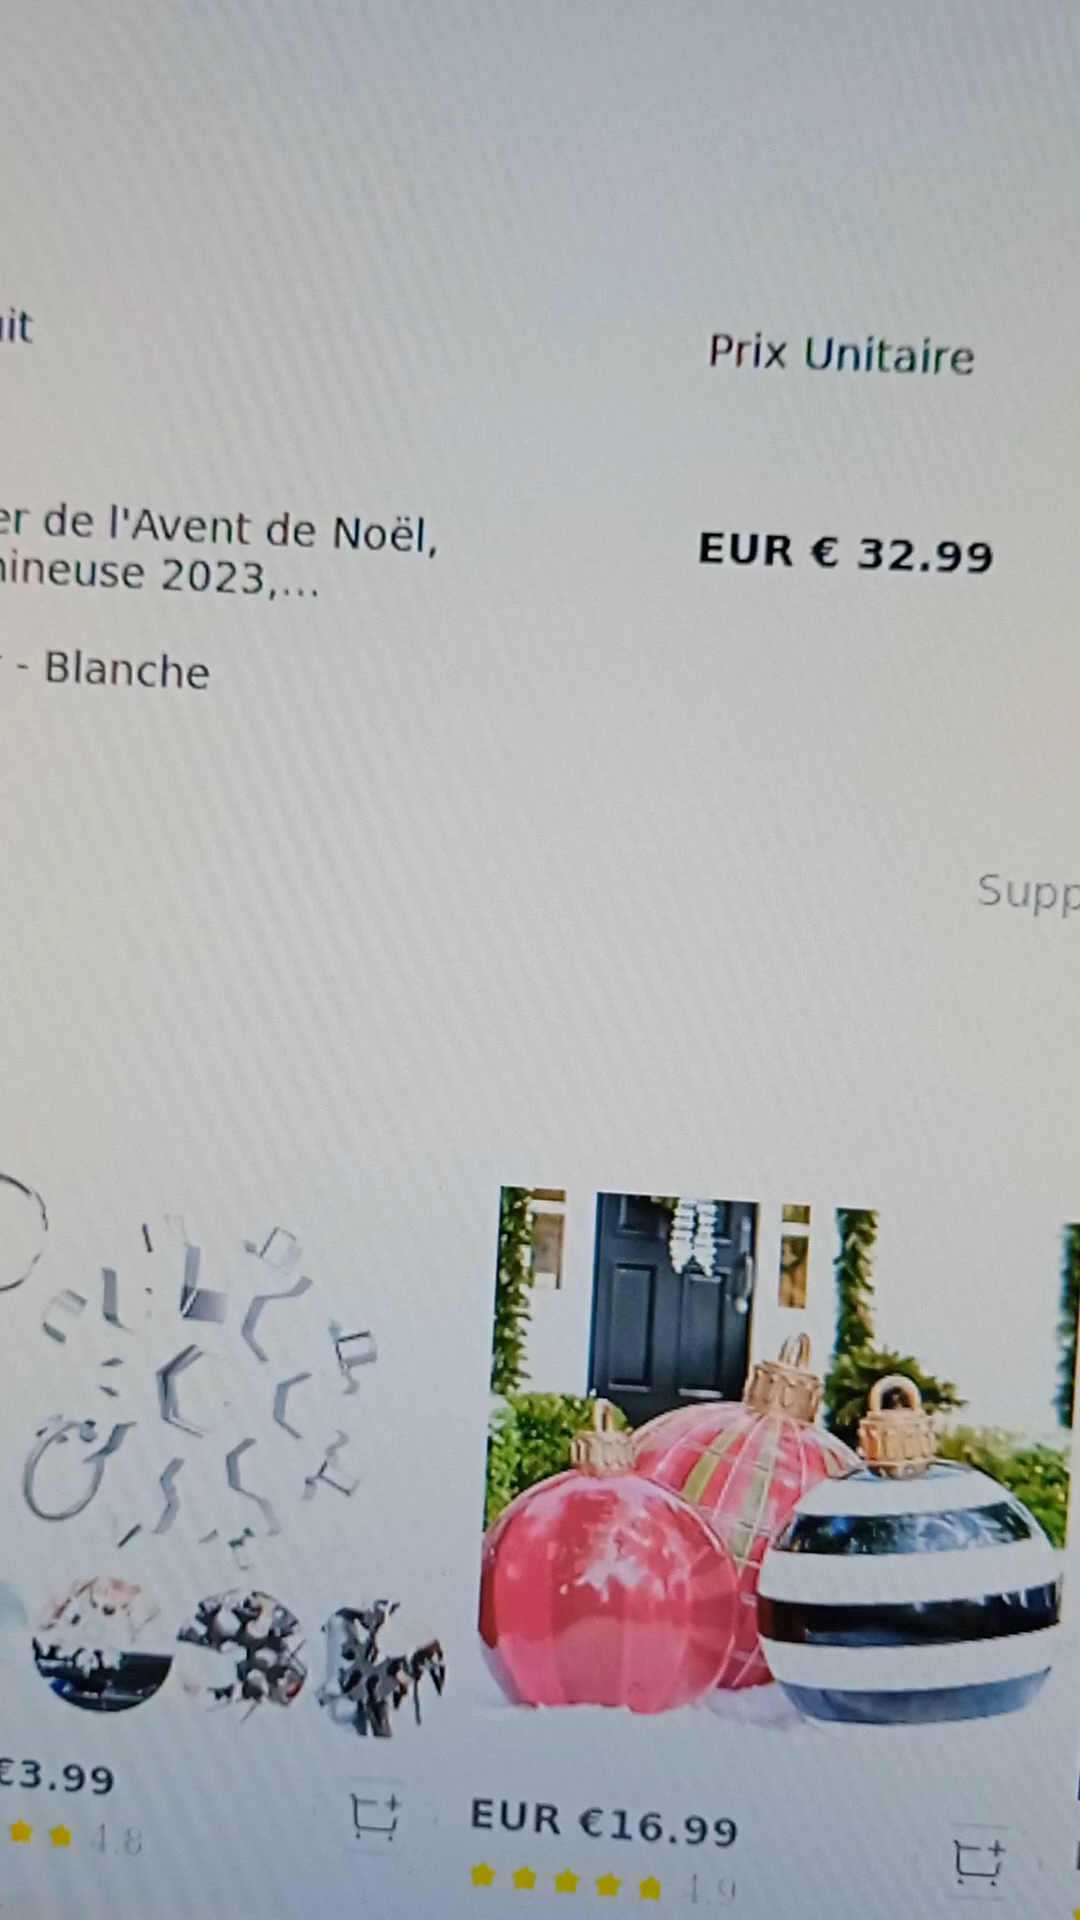 it
Prix Unitaire
er de l'Avent de Noël,
EUR € 32.99
ineuse 2023,...
- Blanche
Supp
€3.99
4.8
EUR €16.99
4.9